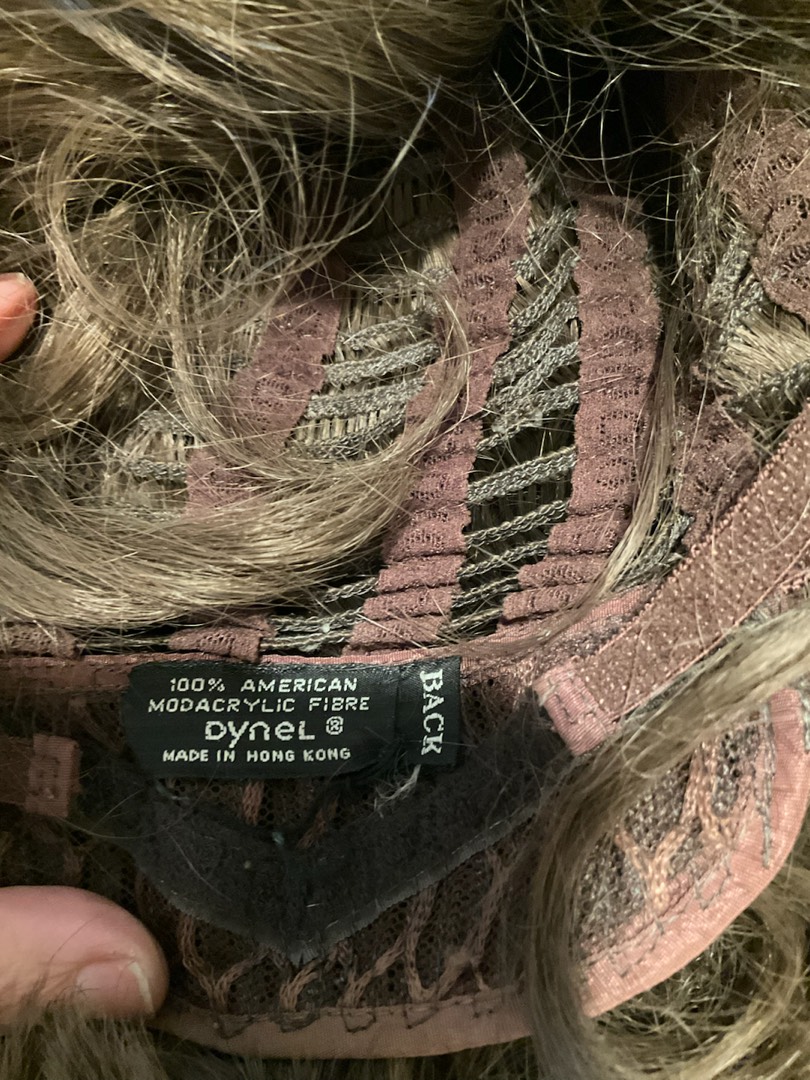 100% AMERICAN
MODACRYLIC FIBRE
DYNEL ®
MADE IN HONG KONG
BACK